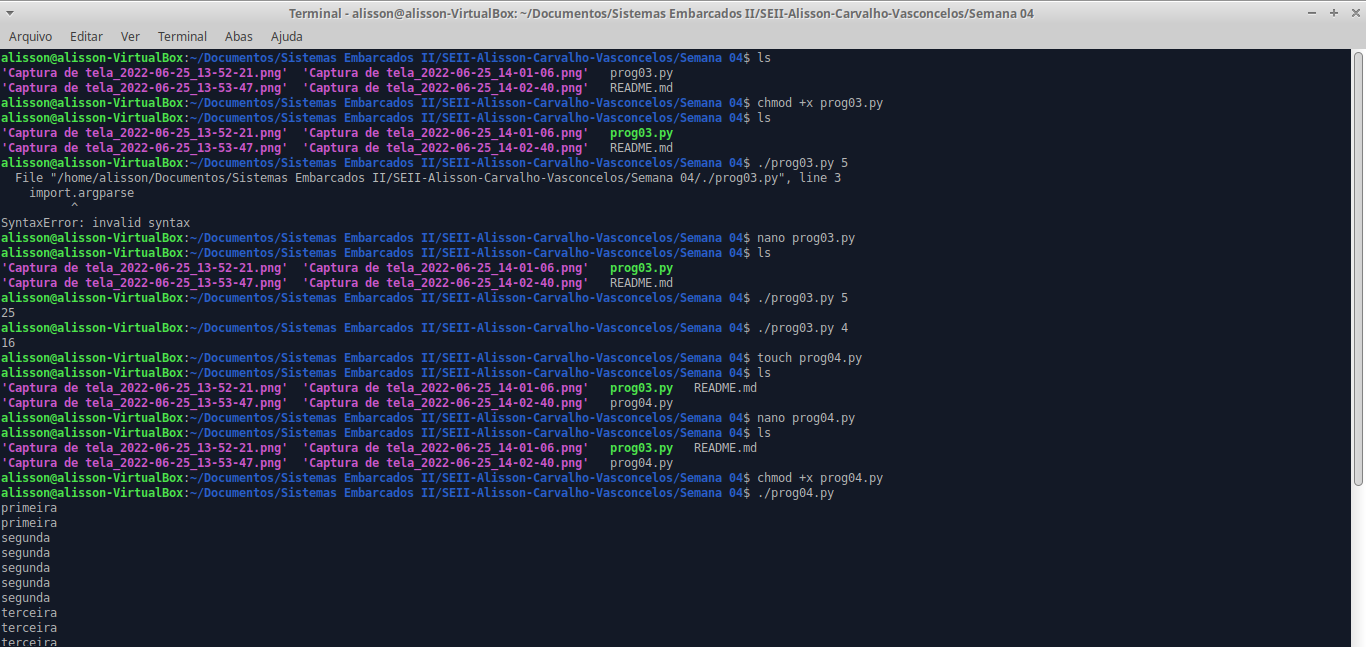 Terminal - alisson@alisson-VirtualBox: ~/Documentos/Sistemas Embarcados II/SEII-Alisson-Carvalho-Vasconcelos/Semana 04
Arquivo Editar Ver Terminal Abas Ajuda
alisson@alisson-VirtualBox:~/Documentos/Sistemas Embarcados II/SEII-Alisson-Carvalho-Vasconcelos/Semana 04$ ls
'Captura de tela_2022-06-25_13-52-21.png'  'Captura de tela_2022-06-25_14-01-06.png'   prog03.py
'Captura de tela_2022-06-25_13-53-47.png'  'Captura de tela_2022-06-25_14-02-40.png'   README.md
alisson@alisson-VirtualBox:~/Documentos/Sistemas Embarcados II/SEII-Alisson-Carvalho-Vasconcelos/Semana 04$ chmod +x prog03.py
alisson@alisson-VirtualBox:~/Documentos/Sistemas Embarcados II/SEII-Alisson-Carvalho-Vasconcelos/Semana 04$ ls
'Captura de tela_2022-06-25_13-52-21.png'  'Captura de tela_2022-06-25_14-01-06.png'   prog03.py
'Captura de tela_2022-06-25_13-53-47.png'  'Captura de tela_2022-06-25_14-02-40.png'   README.md
alisson@alisson-VirtualBox:~/Documentos/Sistemas Embarcados II/SEII-Alisson-Carvalho-Vasconcelos/Semana 04$ ./prog03.py 5
  File "/home/alisson/Documentos/Sistemas Embarcados II/SEII-Alisson-Carvalho-Vasconcelos/Semana 04/./prog03.py", line 3
    import.argparse
          ^
SyntaxError: invalid syntax
alisson@alisson-VirtualBox:~/Documentos/Sistemas Embarcados II/SEII-Alisson-Carvalho-Vasconcelos/Semana 04$ nano prog03.py
alisson@alisson-VirtualBox:~/Documentos/Sistemas Embarcados II/SEII-Alisson-Carvalho-Vasconcelos/Semana 04$ ls
'Captura de tela_2022-06-25_13-52-21.png'  'Captura de tela_2022-06-25_14-01-06.png'   prog03.py
'Captura de tela_2022-06-25_13-53-47.png'  'Captura de tela_2022-06-25_14-02-40.png'   README.md
alisson@alisson-VirtualBox:~/Documentos/Sistemas Embarcados II/SEII-Alisson-Carvalho-Vasconcelos/Semana 04$ ./prog03.py 5
25
alisson@alisson-VirtualBox:~/Documentos/Sistemas Embarcados II/SEII-Alisson-Carvalho-Vasconcelos/Semana 04$ ./prog03.py 4
16
alisson@alisson-VirtualBox:~/Documentos/Sistemas Embarcados II/SEII-Alisson-Carvalho-Vasconcelos/Semana 04$ touch prog04.py
alisson@alisson-VirtualBox:~/Documentos/Sistemas Embarcados II/SEII-Alisson-Carvalho-Vasconcelos/Semana 04$ ls
'Captura de tela_2022-06-25_13-52-21.png'  'Captura de tela_2022-06-25_14-01-06.png'   prog03.py   README.md
'Captura de tela_2022-06-25_13-53-47.png'  'Captura de tela_2022-06-25_14-02-40.png'   prog04.py
alisson@alisson-VirtualBox:~/Documentos/Sistemas Embarcados II/SEII-Alisson-Carvalho-Vasconcelos/Semana 04$ nano prog04.py
alisson@alisson-VirtualBox:~/Documentos/Sistemas Embarcados II/SEII-Alisson-Carvalho-Vasconcelos/Semana 04$ ls
'Captura de tela_2022-06-25_13-52-21.png'  'Captura de tela_2022-06-25_14-01-06.png'   prog03.py   README.md
'Captura de tela_2022-06-25_13-53-47.png'  'Captura de tela_2022-06-25_14-02-40.png'   prog04.py
alisson@alisson-VirtualBox:~/Documentos/Sistemas Embarcados II/SEII-Alisson-Carvalho-Vasconcelos/Semana 04$ chmod +x prog04.py
alisson@alisson-VirtualBox:~/Documentos/Sistemas Embarcados II/SEII-Alisson-Carvalho-Vasconcelos/Semana 04$ ./prog04.py
primeira
primeira
segunda
segunda
segunda
segunda
segunda
terceira
terceira
terceira